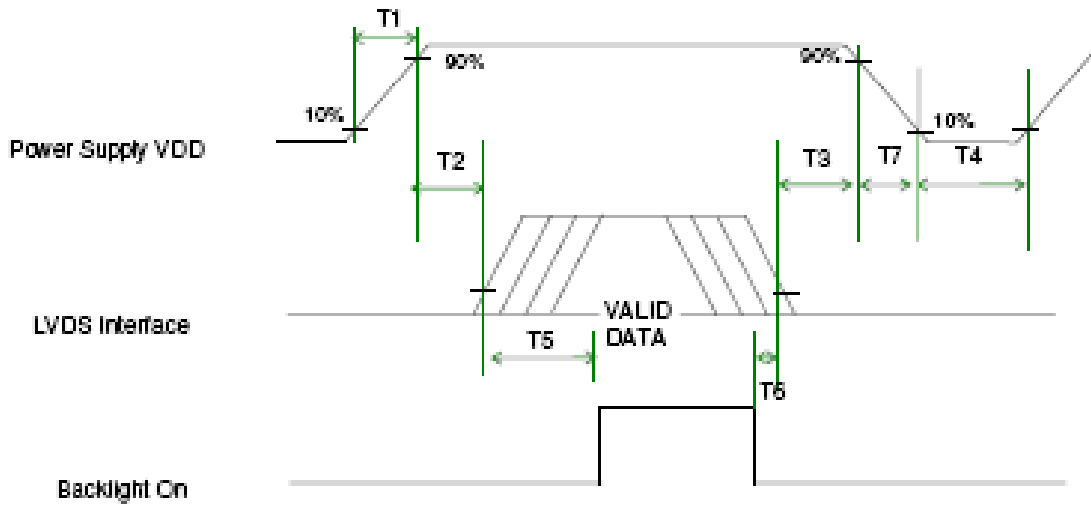 T1
90%
90%
10%
10%
Power Supply VDD
T2
T3
T7
T4
LVDS Interface
VALID
DATA
T5
T6
Backlight On